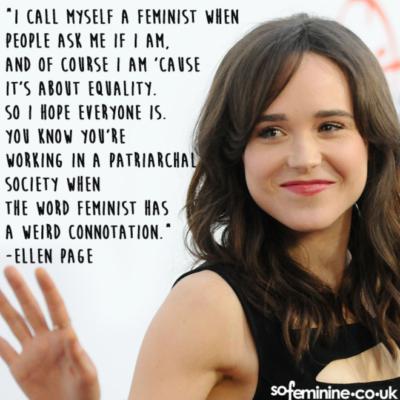 "I CALL MYSELF A FEMINIST WHEN
PEOPLE ASK ME IF I AM,
AND OF COURSE I AM 'CAUSE
IT'S ABOUT EQUALITY.
SO I HOPE EVERYONE IS.
YOU KNOW YOU'RE
WORKING IN A PATRIARCHAL
SOCIETY WHEN
THE WORD FEMINIST HAS
A WEIRD CONNOTATION."
-ELLEN PAGE
sofeminine.co.uk